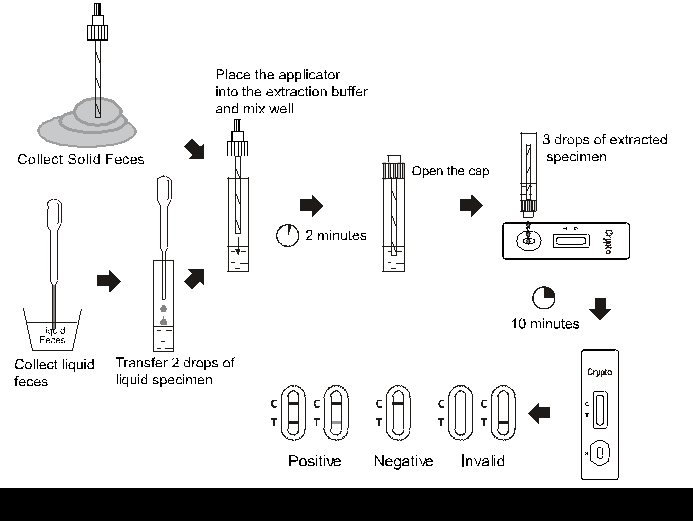 Place the applicator
into the extraction buffer
and mix well
Collect Solid Feces
Open the cap
3 drops of extracted
specimen
2 minutes
C
T
Crypto
Liquid
Feces
Collect liquid
feces
Transfer 2 drops of
liquid specimen
10 minutes
Crypto
C
T
S
C
T
C
T
C
T
C
T
Positive
Negative
Invalid